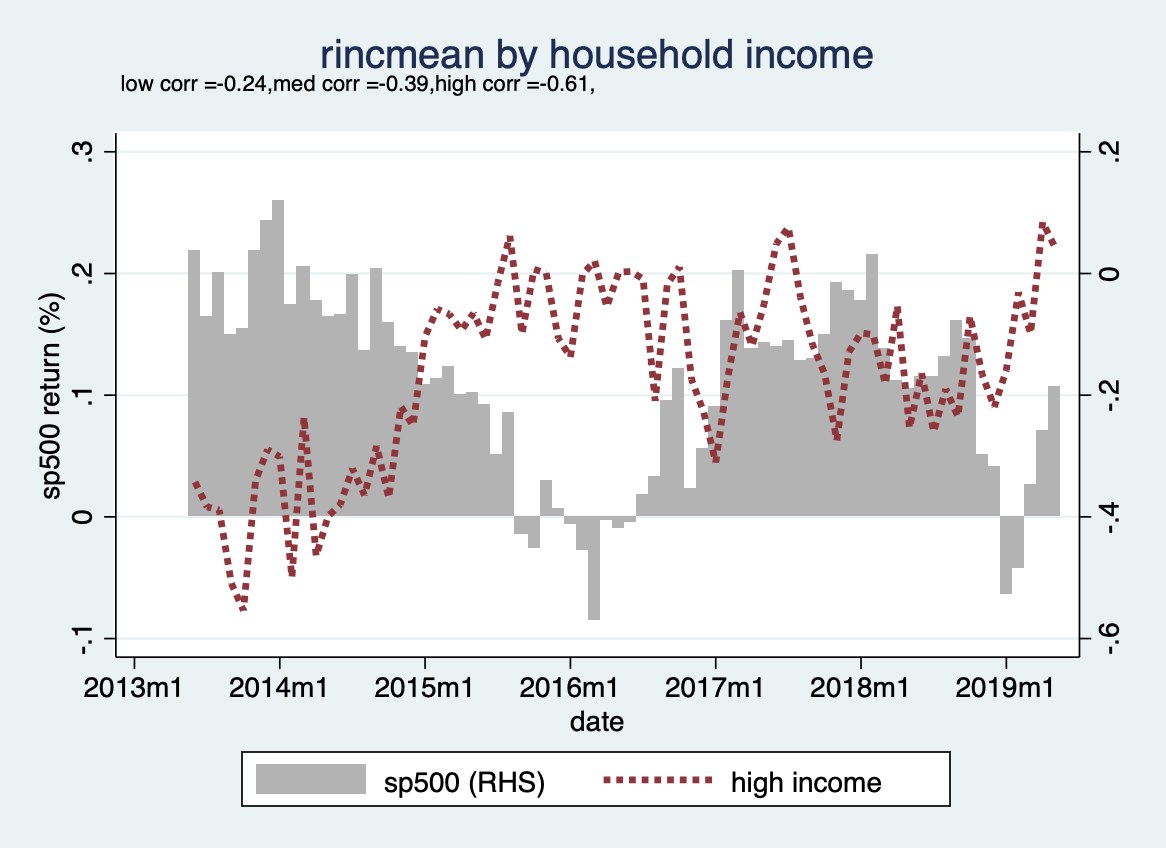 rincmean by household income
low corr =-0.24,med corr =-0.39,high corr =-0.61,
.3
.2
.1
0
-.1
sp500 return (%)
.2
0
-.2
-.4
-.6
2013m1 2014m1 2015m1 2016m1 2017m1 2018m1 2019m1
date
sp500 (RHS) high income